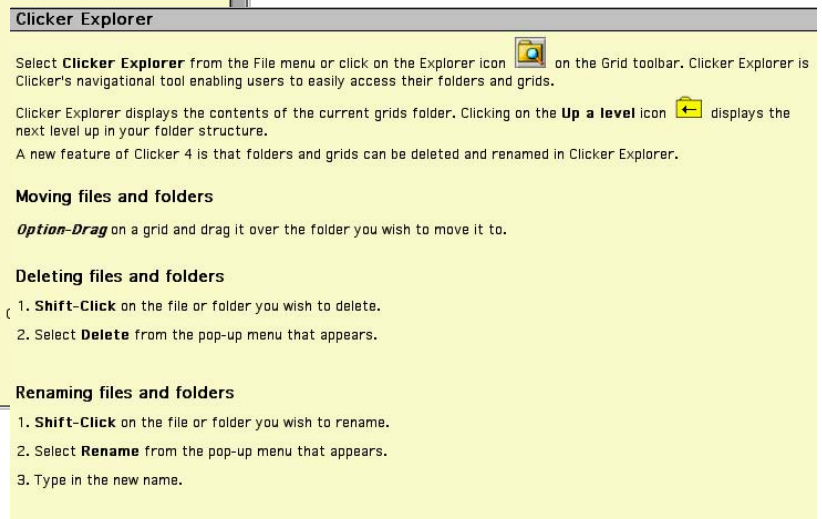 Clicker Explorer
Select Clicker Explorer from the File menu or click on the Explorer icon on the Grid toolbar. Clicker Explorer is
Clicker's navigational tool enabling users to easily access their folders and grids.
Clicker Explorer displays the contents of the current grids folder. Clicking on the Up a level icon displays the
next level up in your folder structure.
A new feature of Clicker 4 is that folders and grids can be deleted and renamed in Clicker Explorer.
Moving files and folders
Option-Drag on a grid and drag it over the folder you wish to move it to.
Deleting files and folders
1. Shift-Click on the file or folder you wish to delete.
2. Select Delete from the pop-up menu that appears.
Renaming files and folders
1. Shift-Click on the file or folder you wish to rename.
2. Select Rename from the pop-up menu that appears.
3. Type in the new name.